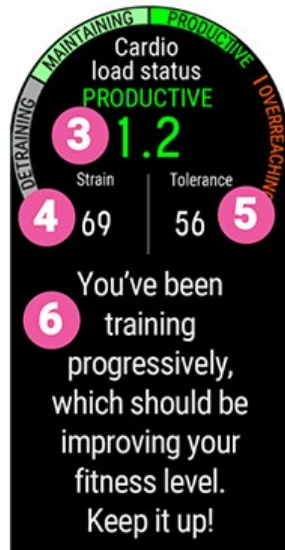 DETRAINING
MAINTAINING
PRODUCTIVE
OVERREACHING
Cardio
load status
PRODUCTIVE
3 1.2
Strain Tolerance
4 69 56 5
6 You've been
training
progressively,
which should be
improving your
fitness level.
Keep it up!